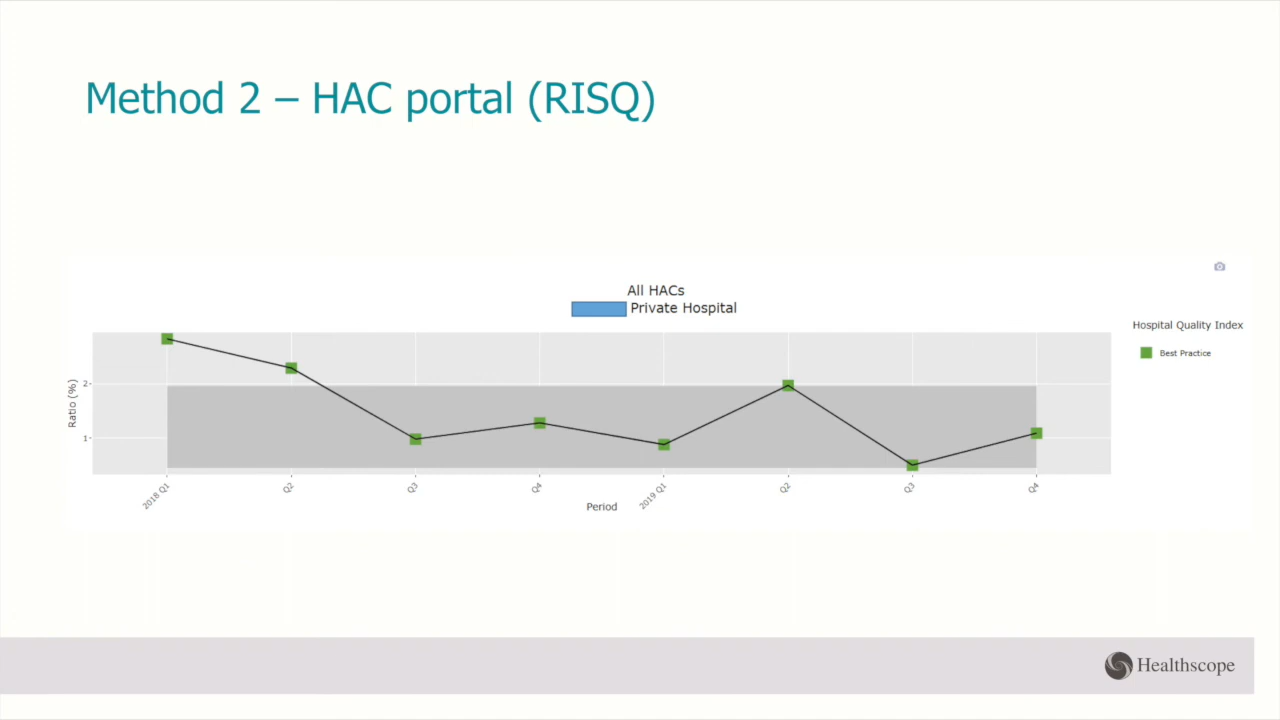 Method 2 – HAC portal (RISQ)
All HACs
Private Hospital
Hospital Quality Index
Best Practice
Ratio (%)
2
1
2018 Q1
Q2
Q3
Q4
2019 Q1
Q2
Q3
Q4
Period
Healthscope